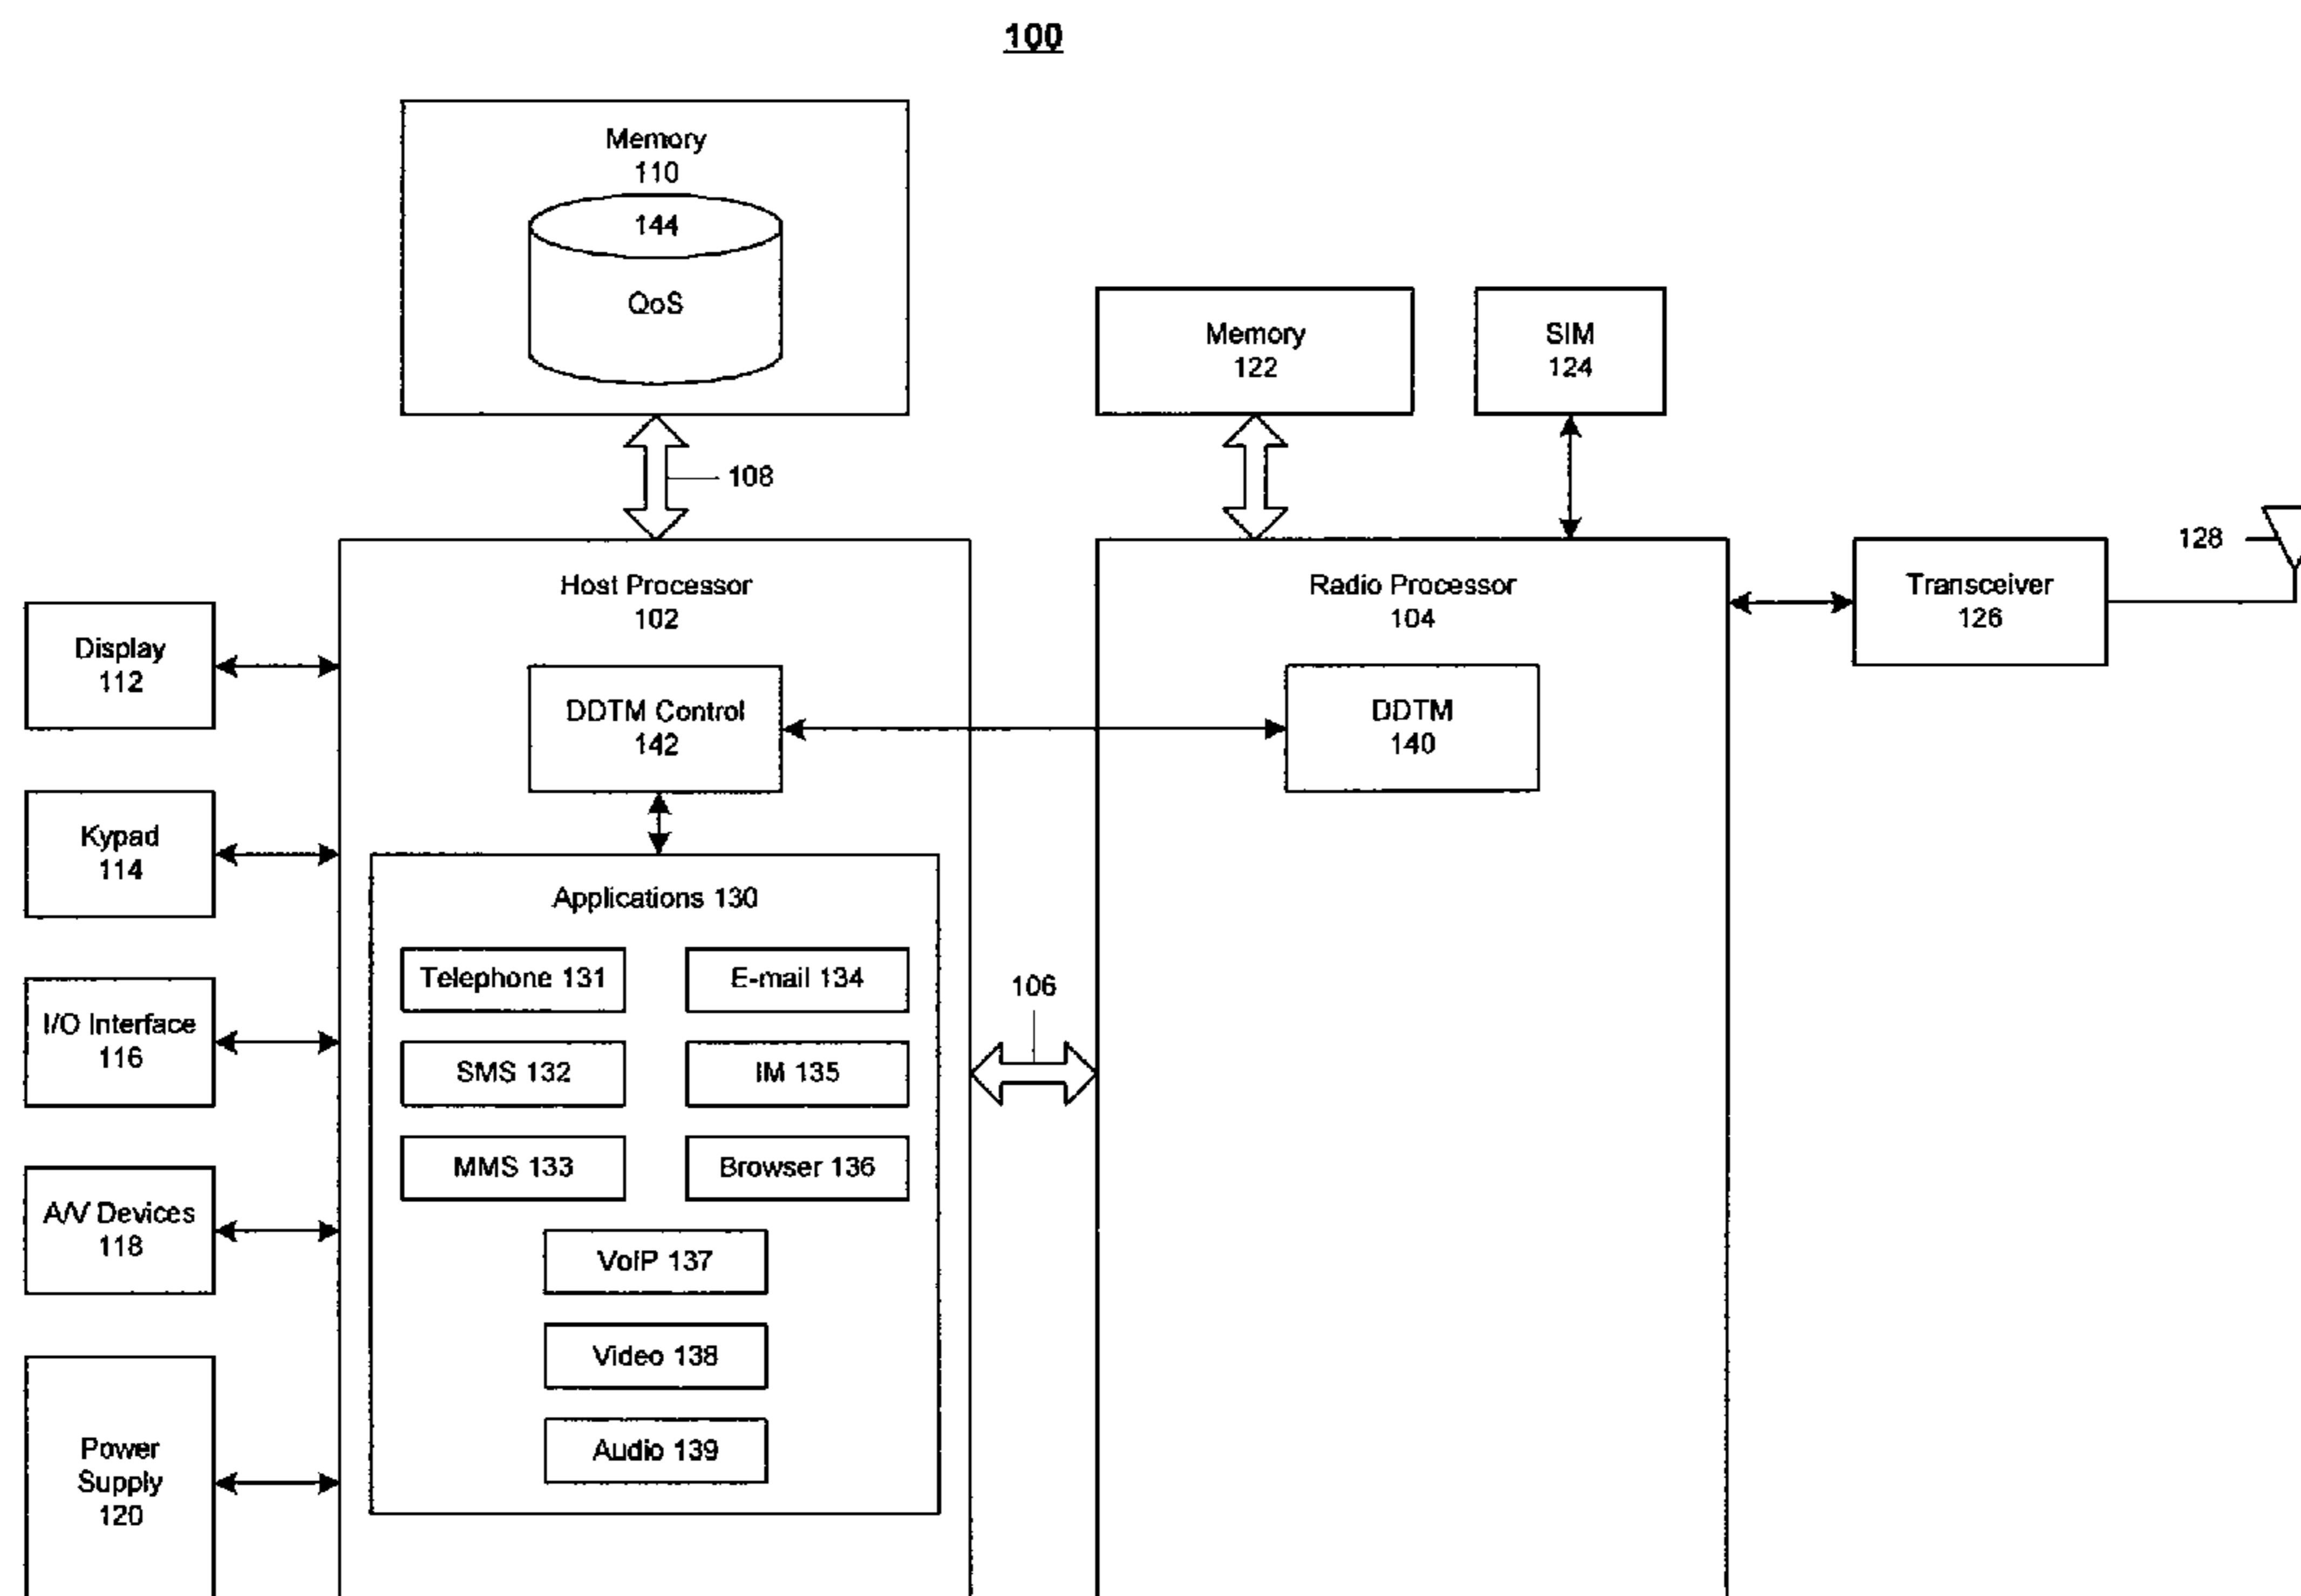 100
Memory
110
144
QoS
Memory
122
SIM
124
108
128
Host Processor
102
Radio Processor
104
Transceiver
126
Display
112
DDTM Control
142
DDTM
140
Kypad
114
Applications 130
Telephone 131
E-mail 134
106
I/O Interface
116
SMS 132
IM 135
MMS 133
Browser 136
A/V Devices
118
VoIP 137
Video 138
Audio 139
Power
Supply
120